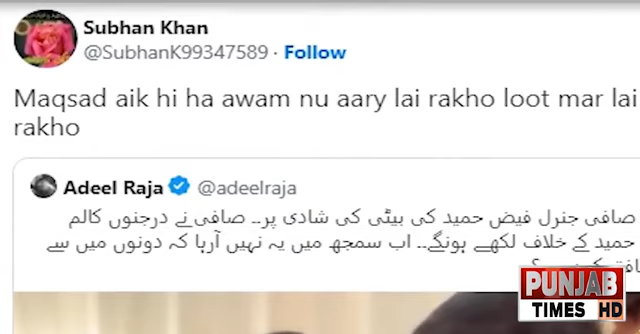 Subhan Khan
@SubhanK99347589 · Follow
Maqsad aik hi ha awam nu aary lai rakho loot mar lai
rakho
Adeel Raja @adeelraja
صافی جنرل فیض حمید کی بیٹی کی شادی پر.. صافی نے درجنوں کالم
حمید کے خلاف لکھے ہونگے.. اب سمجھ میں یہ نہیں آرہا کہ دونوں میں سے
PUNJAB
TIMES HD